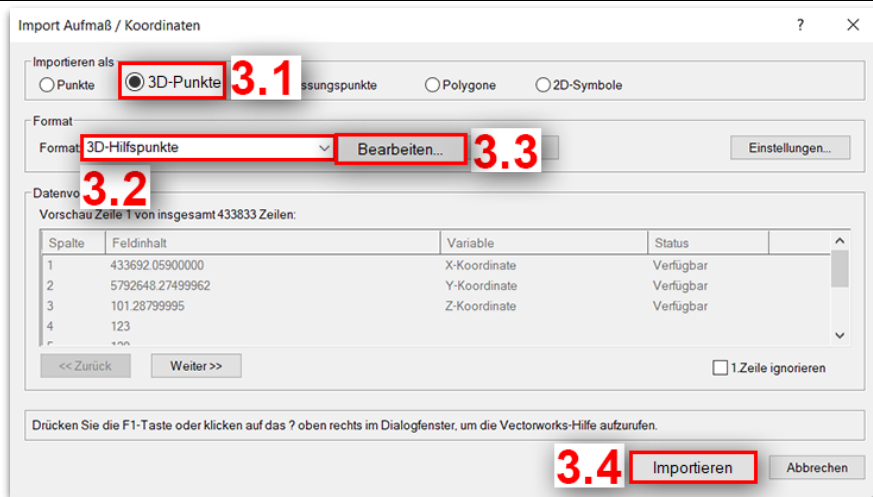 Import Aufmaß / Koordinaten
Importieren als
Punkte 3D-Punkte 3.1 ssungspunkte Polygone 2D-Symbole
Format
Format: 3D-Hilfspunkte Bearbeiten... 3.3 Einstellungen...
3.2
Datenvo
Vorschau Zeile 1 von insgesamt 433833 Zeilen:
Spalte Feldinhalt Variable Status
1 433692.05900000 X-Koordinate Verfügbar
2 5792648.27499962 Y-Koordinate Verfügbar
3 101.28799995 Z-Koordinate Verfügbar
4 123
<< Zurück Weiter >> 1.Zeile ignorieren
Drücken Sie die F1-Taste oder klicken auf das ? oben rechts im Dialogfenster, um die Vectorworks-Hilfe aufzurufen.
3.4 Importieren Abbrechen